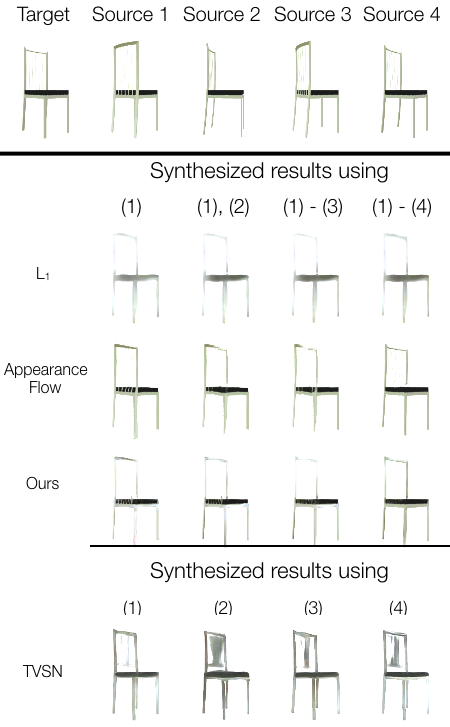 Target Source 1 Source 2 Source 3 Source 4
Synthesized results using
(1) (1), (2) (1) - (3) (1) - (4)
L₁
Appearance
Flow
Ours
Synthesized results using
(1) (2) (3) (4)
TVSN